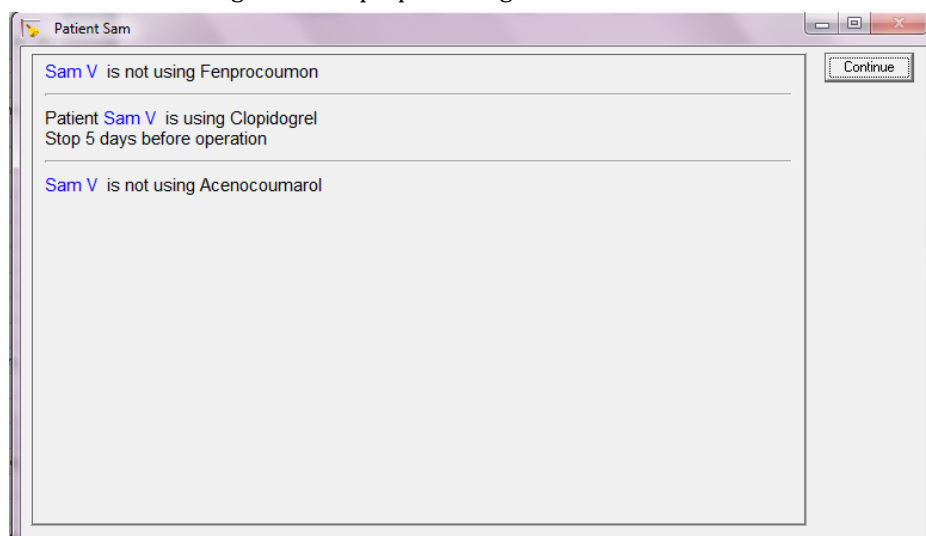 Patient Sam
Continue
Sam V is not using Fenprocoumon
Patient Sam V is using Clopidogrel
Stop 5 days before operation
Sam V is not using Acenocoumarol